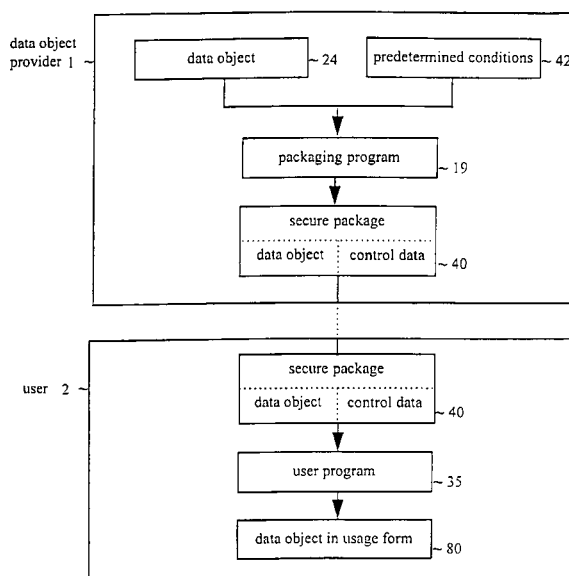 data object
provider 1 ~
data object ~ 24
predetermined conditions ~ 42
packaging program ~ 19
secure package
data object control data ~ 40
user 2 ~
secure package
data object control data ~ 40
user program ~ 35
data object in usage form ~ 80